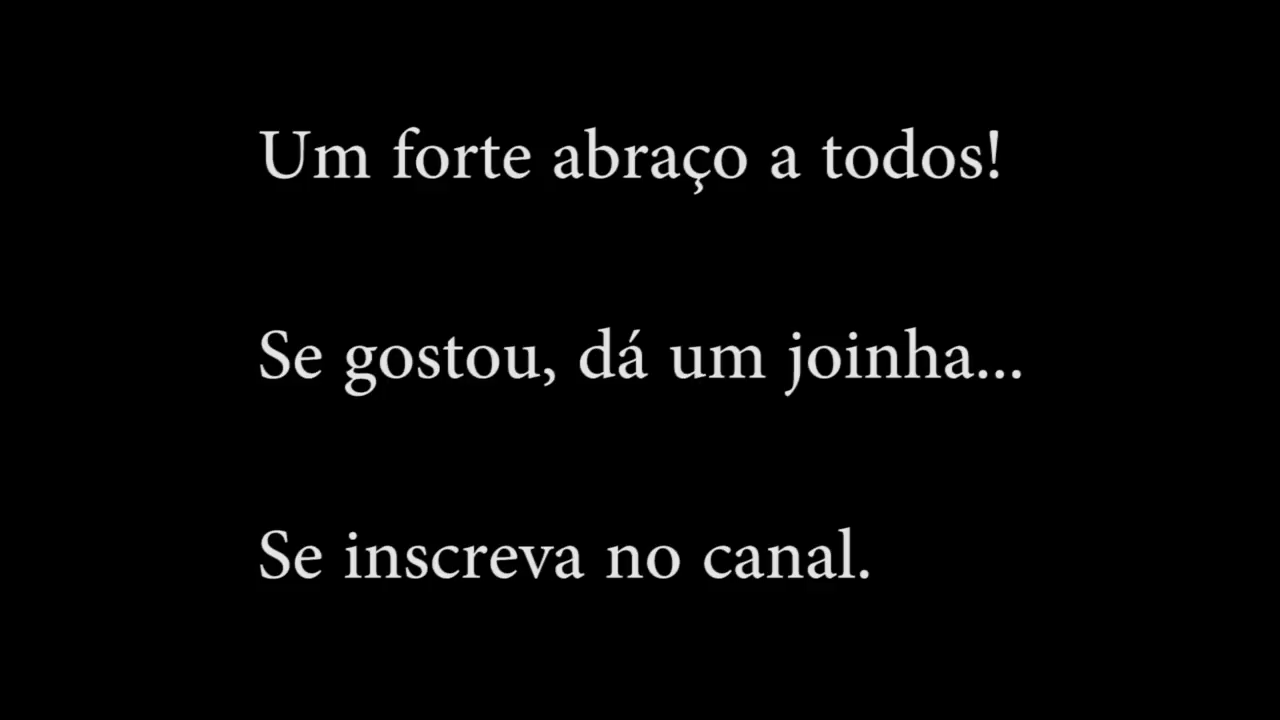 Um forte abraço a todos!
Se gostou, dá um joinha...
Se inscreva no canal.